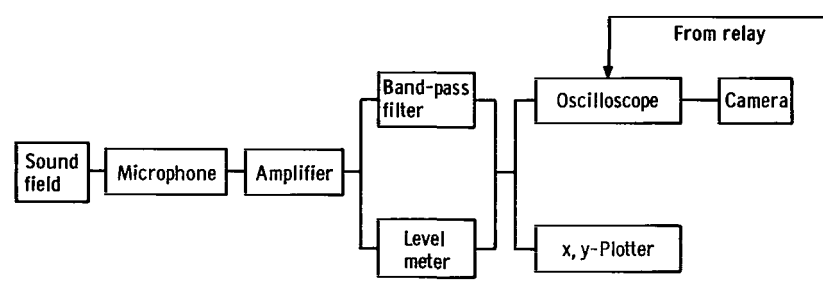 From relay
Band-pass
filter
Oscilloscope
Camera
Sound
field
Microphone
Amplifier
Level
meter
x, y-Plotter